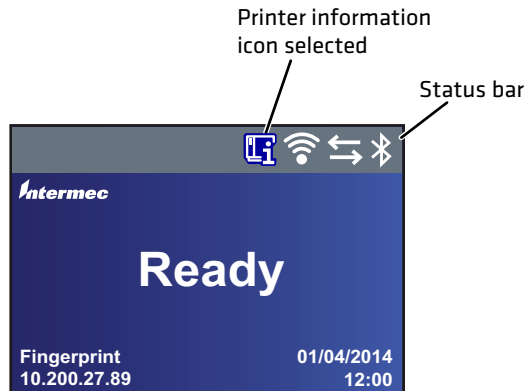 Printer information
icon selected
Status bar
Intermec
Ready
Fingerprint
01/04/2014
10.200.27.89
12:00